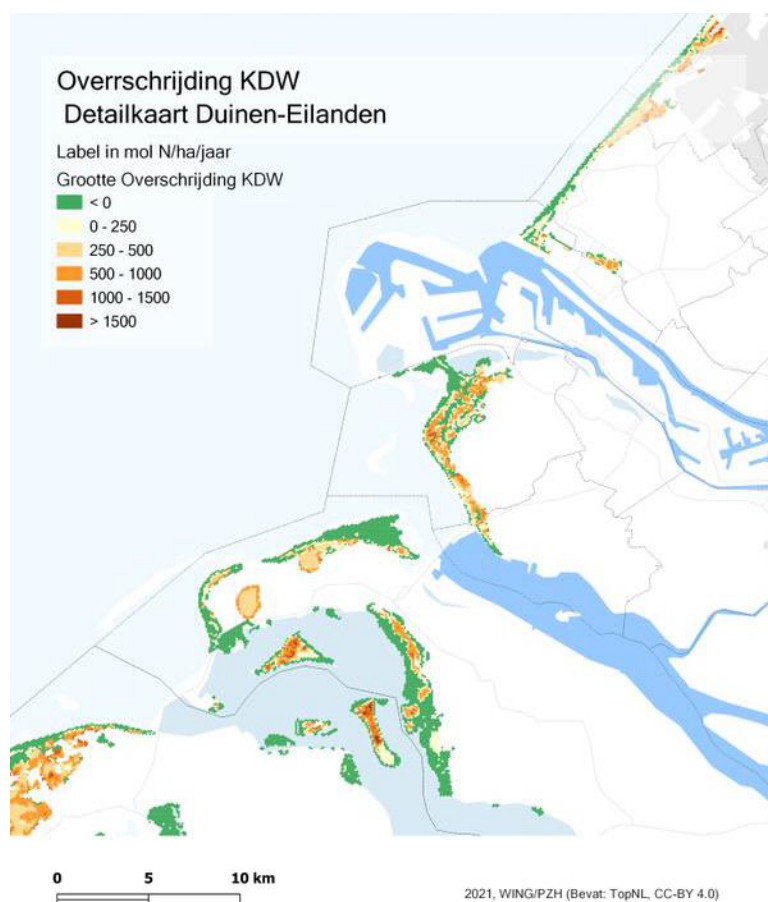 Overrschrijding KDW
Detailkaart Duinen-Eilanden
Label in mol N/ha/jaar
Grootte Overschrijding KDW
< 0
0 - 250
250 - 500
500 - 1000
1000 - 1500
> 1500
0 5 10 km
2021, WING/PZH (Bevat: TopNL, CC-BY 4.0)